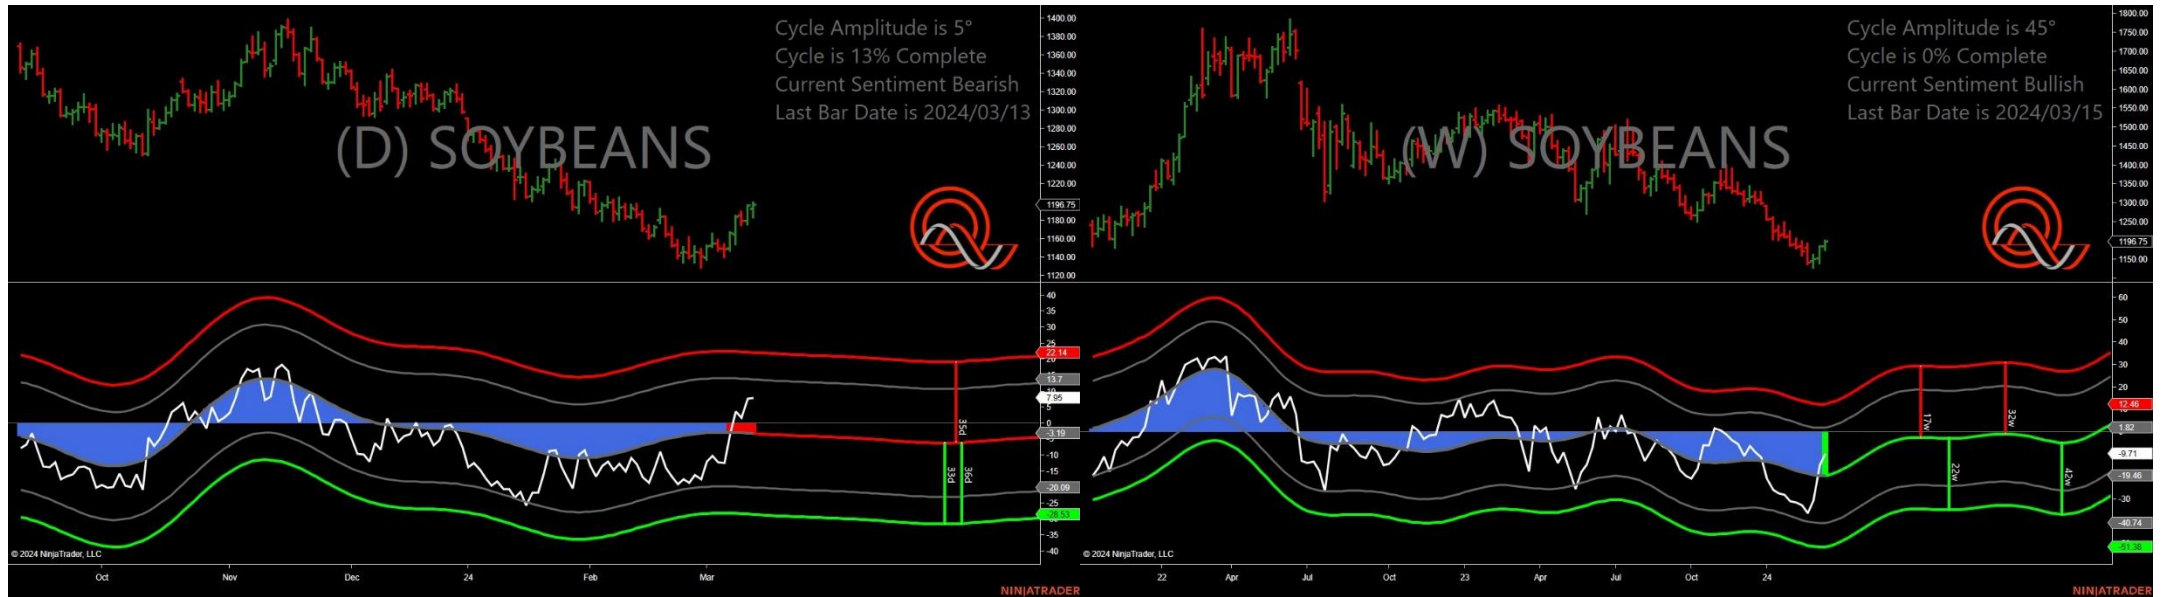 Cycle Amplitude is 5°
Cycle is 13% Complete
Current Sentiment Bearish
Last Bar Date is 2024/03/13
(D) SOYBEANS
1400.00
1380.00
1360.00
1340.00
1320.00
1300.00
1280.00
1260.00
1240.00
1220.00
1196.75
1180.00
1160.00
1140.00
1120.00
40
35
30
25
22.14
13.7
7.95
5
0
-3.19
-10
-15
-20.09
-25
-28.53
-35
-40
35d
33d
36d
© 2024 NinjaTrader, LLC
Oct
Nov
Dec
24
Feb
Mar
NINJATRADER
Cycle Amplitude is 45°
Cycle is 0% Complete
Current Sentiment Bullish
Last Bar Date is 2024/03/15
(W) SOYBEANS
1800.00
1750.00
1700.00
1650.00
1600.00
1550.00
1500.00
1450.00
1400.00
1350.00
1300.00
1250.00
1196.75
1150.00
60
50
40
30
20
12.46
1.82
-9.71
-19.46
-30
-40.74
-51.38
17w
32w
22w
42w
© 2024 NinjaTrader, LLC
22
Apr
Jul
Oct
23
Apr
Jul
Oct
24
NINJATRADER